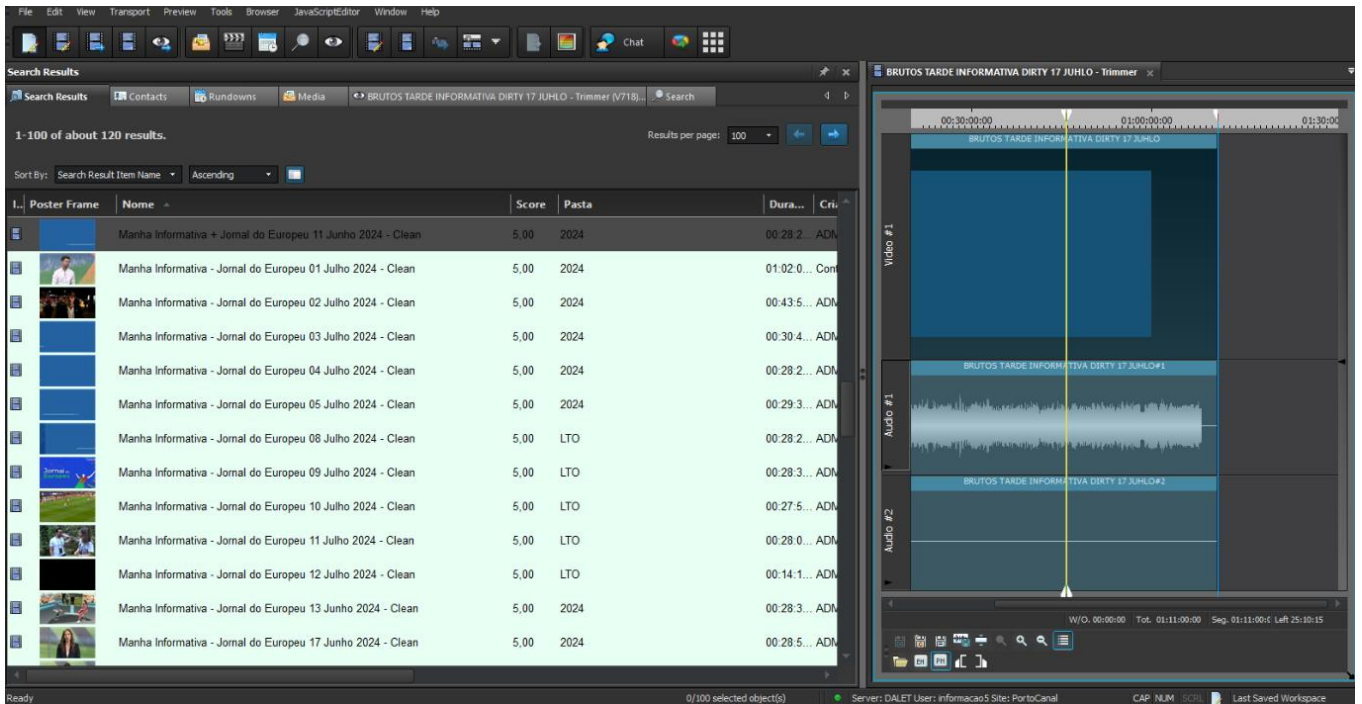 File Edit View Transport Preview Tools Browser JavaScriptEditor Window Help
Chat
Search Results
Search Results Contacts Rundowns Media BRUTOS TARDE INFORMATIVA DIRTY 17 JUHLO - Trimmer (V718)... Search
1-100 of about 120 results.
Results per page: 100
Sort By: Search Result Item Name Ascending
I.. Poster Frame Nome Score Pasta Dura... Cri
Manha Informativa + Jornal do Europeu 11 Junho 2024 - Clean 5,00 2024 00:28:2... ADM
Manha Informativa - Jornal do Europeu 01 Julho 2024 - Clean 5,00 2024 01:02:0... Cont
Manha Informativa - Jornal do Europeu 02 Julho 2024 - Clean 5,00 2024 00:43:5... ADM
Manha Informativa - Jornal do Europeu 03 Julho 2024 - Clean 5,00 2024 00:30:4... ADM
Manha Informativa - Jornal do Europeu 04 Julho 2024 - Clean 5,00 2024 00:28:2... ADM
Manha Informativa - Jornal do Europeu 05 Julho 2024 - Clean 5,00 2024 00:29:3... ADM
Manha Informativa - Jornal do Europeu 08 Julho 2024 - Clean 5,00 LTO 00:28:2... ADM
Jornal do Europeu
Manha Informativa - Jornal do Europeu 09 Julho 2024 - Clean 5,00 LTO 00:28:3... ADM
Manha Informativa - Jornal do Europeu 10 Julho 2024 - Clean 5,00 LTO 00:27:5... ADM
Manha Informativa - Jornal do Europeu 11 Julho 2024 - Clean 5,00 LTO 00:28:0... ADM
Manha Informativa - Jornal do Europeu 12 Julho 2024 - Clean 5,00 LTO 00:14:1... ADM
Manha Informativa - Jornal do Europeu 13 Junho 2024 - Clean 5,00 2024 00:28:3... ADM
Manha Informativa - Jornal do Europeu 17 Junho 2024 - Clean 5,00 2024 00:28:5... ADM
BRUTOS TARDE INFORMATIVA DIRTY 17 JUHLO - Trimmer
00:30:00:00 01:00:00:00 01:30:00
BRUTOS TARDE INFORMATIVA DIRTY 17 JUHLO
Video #1
BRUTOS TARDE INFORMATIVA DIRTY 17 JUHLO#1
Audio #1
BRUTOS TARDE INFORMATIVA DIRTY 17 JUHLO#2
Audio #2
W/O. 00:00:00 Tot. 01:11:00:00 Seg. 01:11:00:0 Left 25:10:15
Ready 0/100 selected object(s) Server: DALET User: informacao5 Site: PortoCanal CAP NUM SCRL Last Saved Workspace